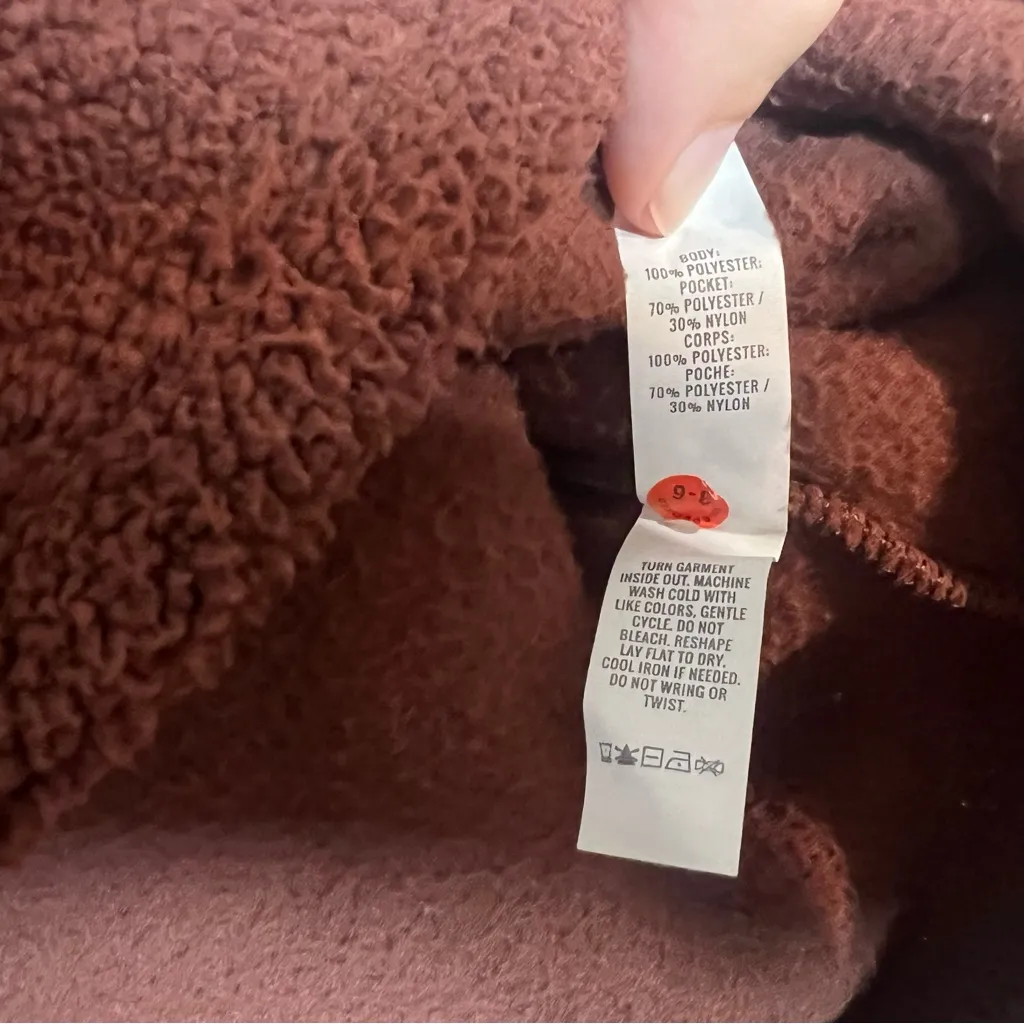 BODY:
100% POLYESTER:
POCKET:
70% POLYESTER /
30% NYLON
CORPS:
100% POLYESTER:
POCHE:
70% POLYESTER /
30% NYLON
9-8
TURN GARMENT
INSIDE OUT. MACHINE
WASH COLD WITH
LIKE COLORS, GENTLE
CYCLE. DO NOT
BLEACH. RESHAPE
LAY FLAT TO DRY.
COOL IRON IF NEEDED.
DO NOT WRING OR
TWIST.